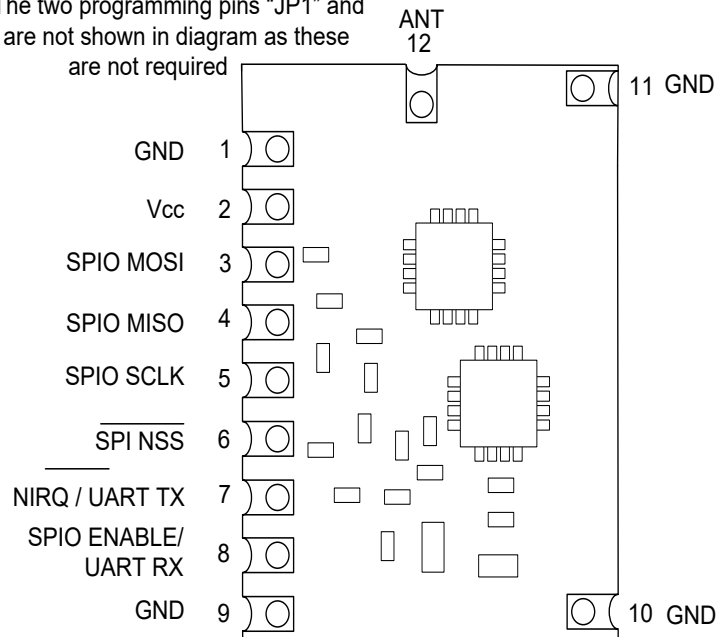 The two programming pins “JP1” and
are not shown in diagram as these
are not required
ANT
12
11 GND
GND 1
Vcc 2
SPIO MOSI 3
SPIO MISO 4
SPIO SCLK 5
SPI NSS 6
NIRQ / UART TX 7
SPIO ENABLE/
UART RX 8
GND 9
10 GND